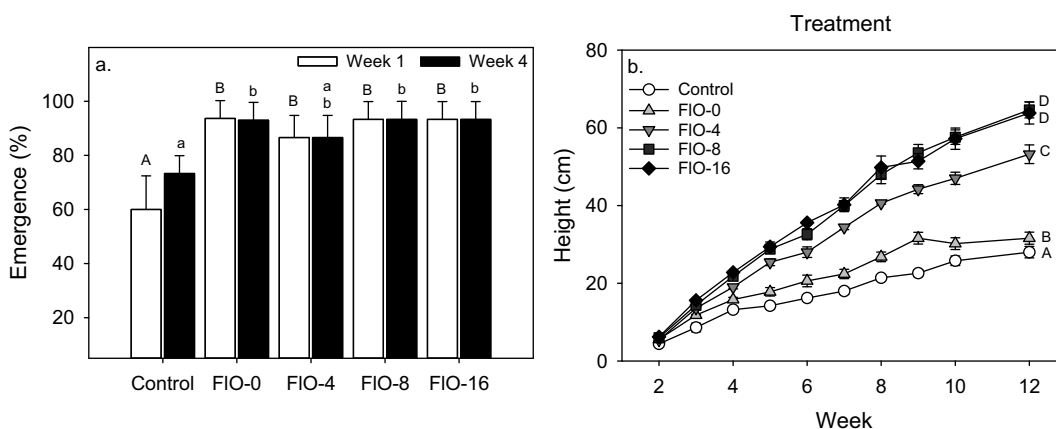 Treatment
a.
Week 1
Week 4
Emergence (%)
100
80
60
40
20
A
a
B
b
B
a
b
B
b
B
b
Control
FIO-0
FIO-4
FIO-8
FIO-16
b.
Control
FIO-0
FIO-4
FIO-8
FIO-16
Height (cm)
80
60
40
20
0
D
D
C
B
A
2
4
6
8
10
12
Week